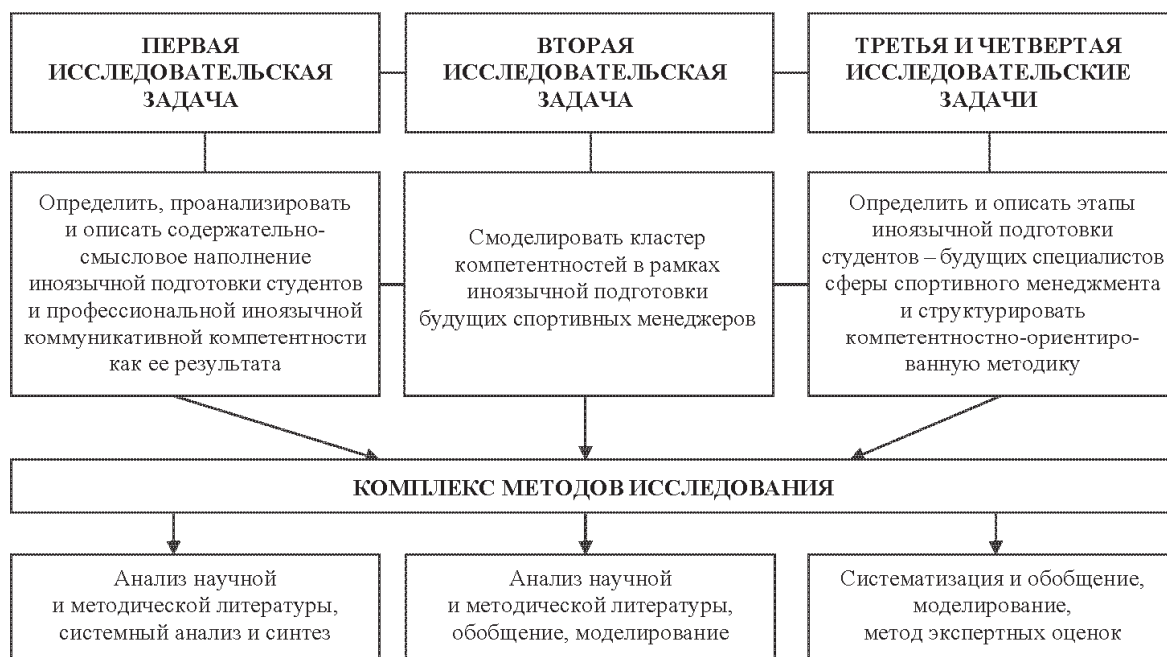 ПЕРВАЯ
ИССЛЕДОВАТЕЛЬСКАЯ
ЗАДАЧА
ВТОРАЯ
ИССЛЕДОВАТЕЛЬСКАЯ
ЗАДАЧА
ТРЕТЬЯ И ЧЕТВЕРТАЯ
ИССЛЕДОВАТЕЛЬСКИЕ
ЗАДАЧИ
Определить, проанализировать
и описать содержательно-
смысловое наполнение
иноязычной подготовки студентов
и профессиональной иноязычной
коммуникативной компетентности
как ее результата
Смоделировать кластер
компетентностей в рамках
иноязычной подготовки
будущих спортивных менеджеров
Определить и описать этапы
иноязычной подготовки
студентов – будущих специалистов
сферы спортивного менеджмента
и структурировать
компетентностно-ориентиро-
ванную методику
КОМПЛЕКС МЕТОДОВ ИССЛЕДОВАНИЯ
Анализ научной
и методической литературы,
системный анализ и синтез
Анализ научной
и методической литературы,
обобщение, моделирование
Систематизация и обобщение,
моделирование,
метод экспертных оценок